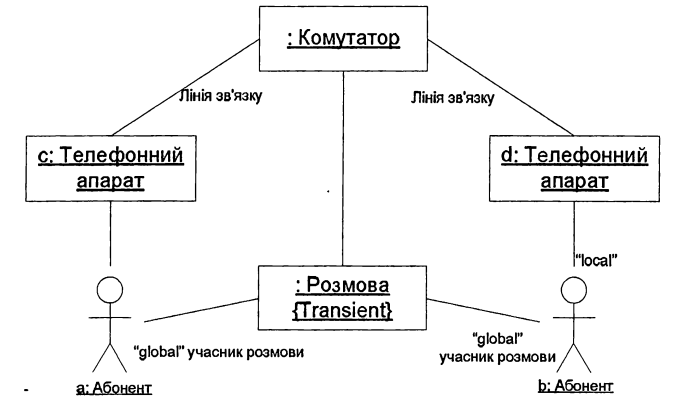 : Комутатор
Лінія зв'язку
Лінія зв'язку
с: Телефонний
апарат
d: Телефонний
апарат
"local"
: Розмова
{Transient}
"global" учасник розмови
"global"
учасник розмови
а: Абонент
b: Абонент